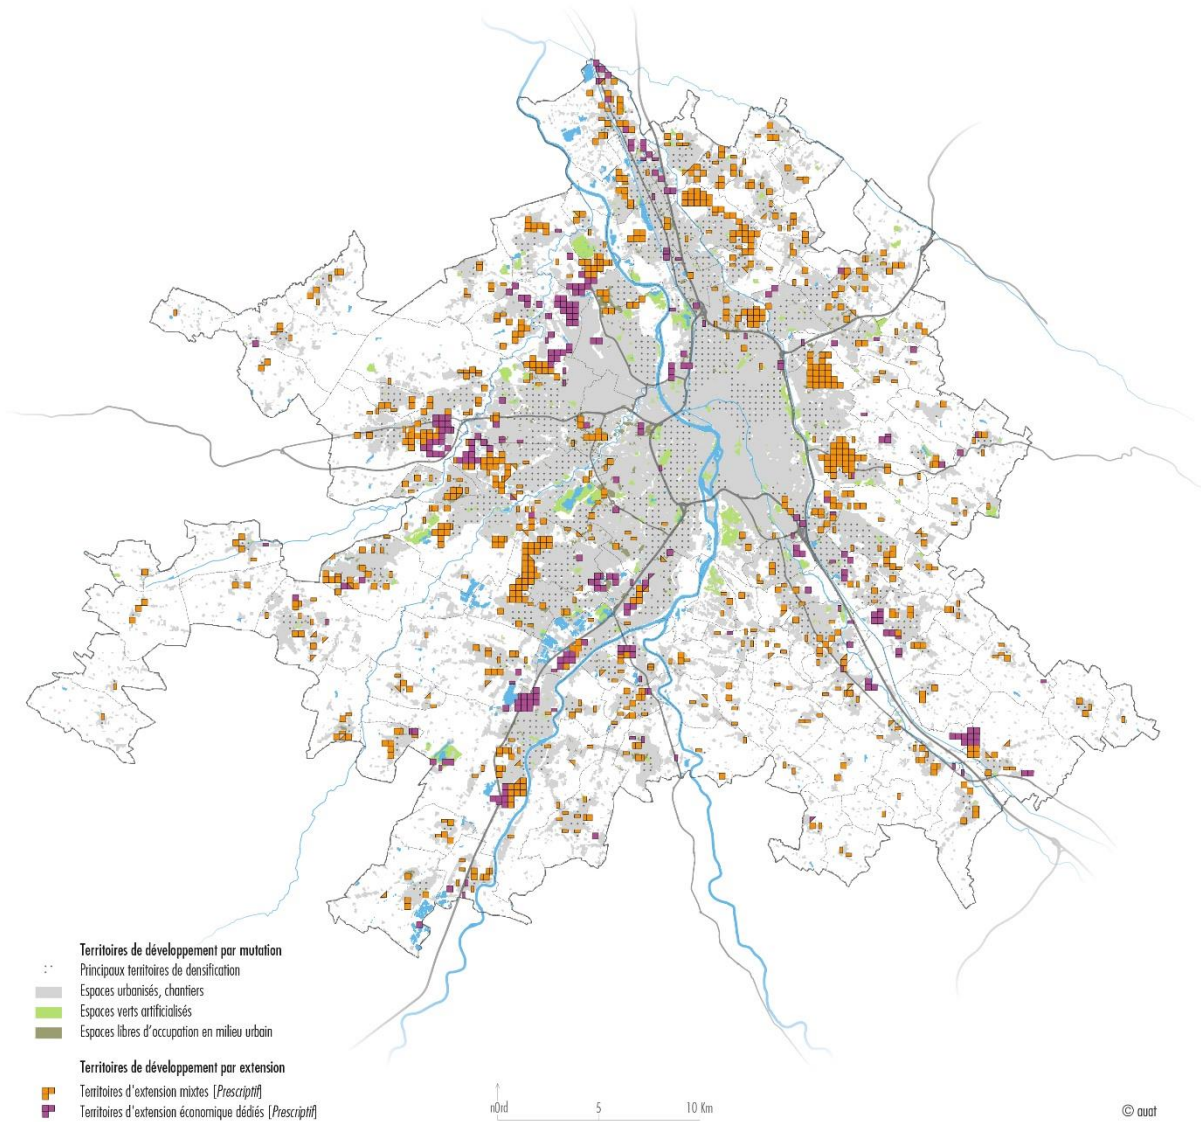 Territoires de développement par mutation
Principaux territoires de densification
Espaces urbanisés, chantiers
Espaces verts artificialisés
Espaces libres d'occupation en milieu urbain
Territoires de développement par extension
Territoires d'extension mixtes [Prescriptif]
Territoires d'extension économique dédiés [Prescriptif]
nOrd 5 10 Km
© auat